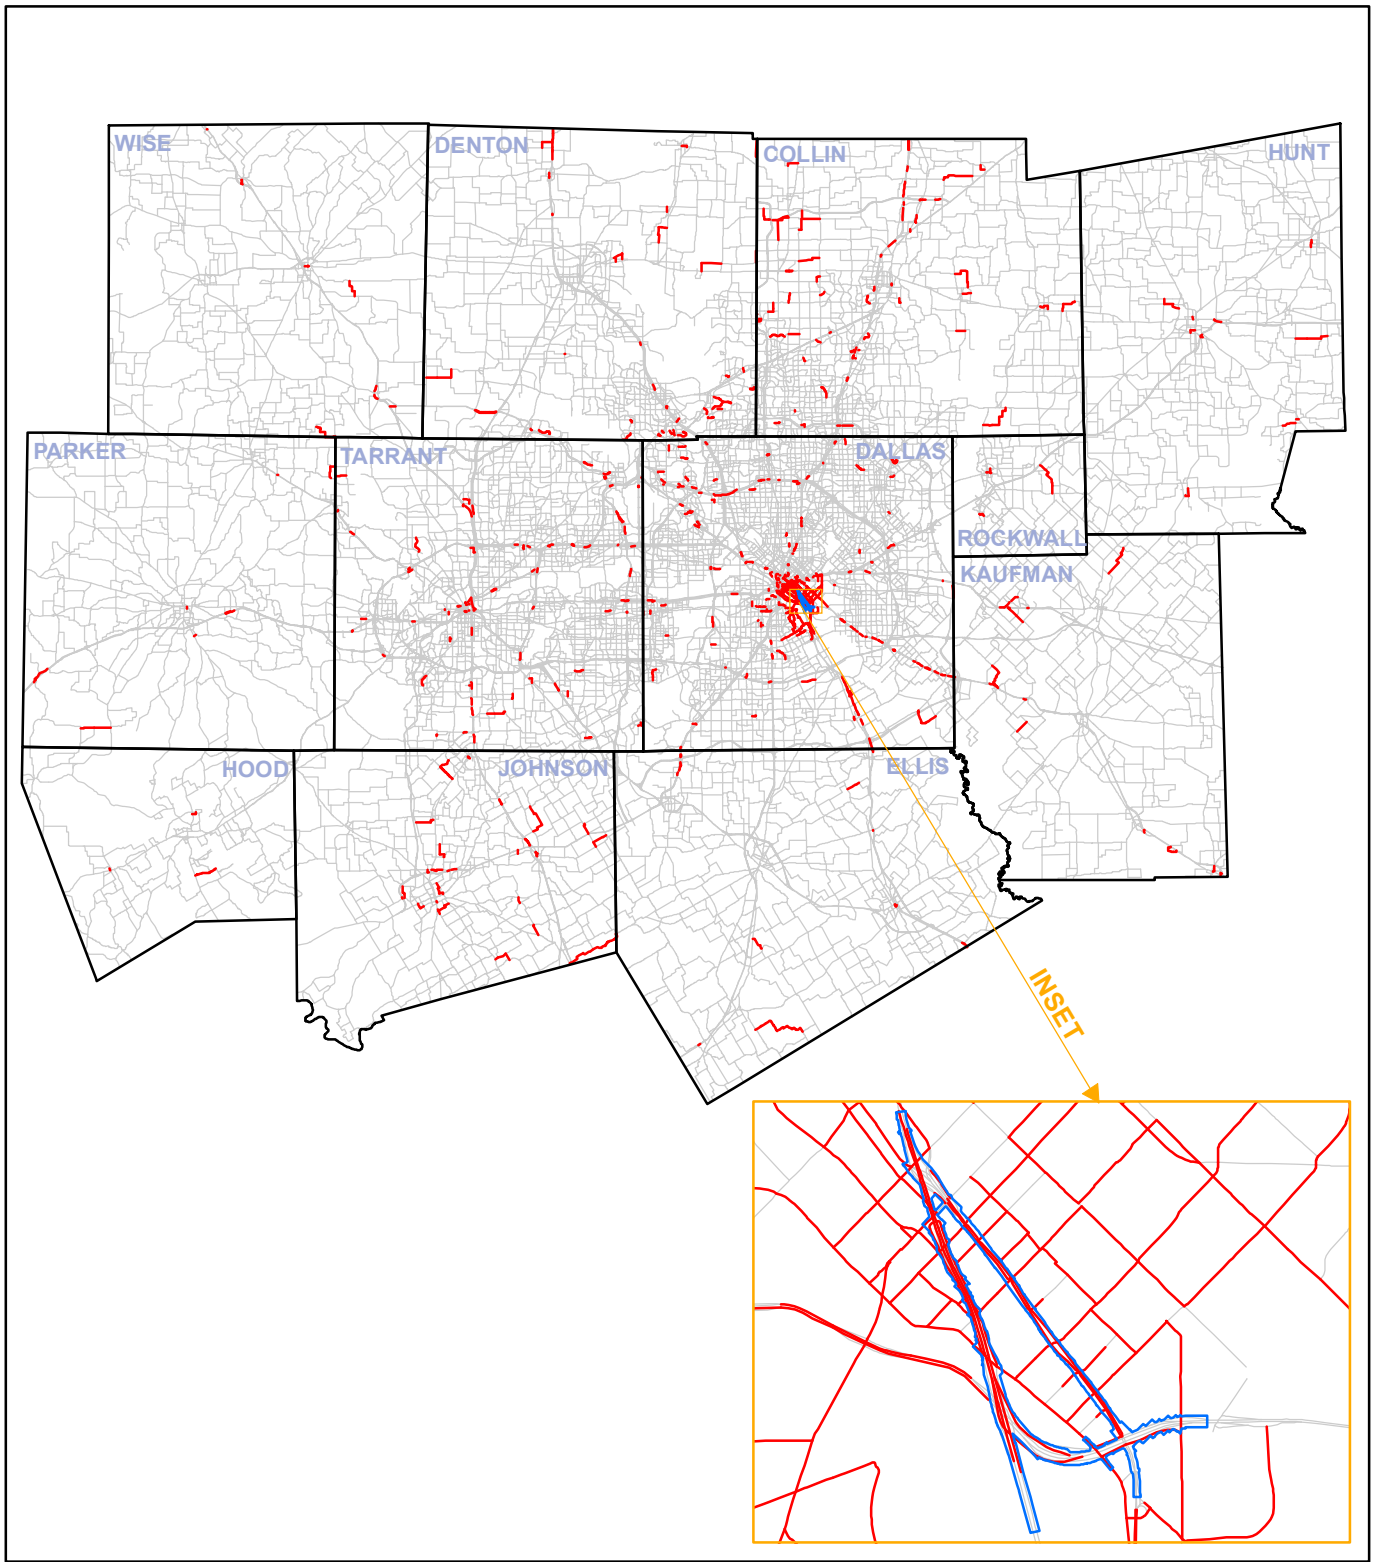 WISE
DENTON
COLLIN
HUNT
PARKER
TARRANT
DALLAS
ROCKWALL
KAUFMAN
HOOD
JOHNSON
ELLIS
INSET